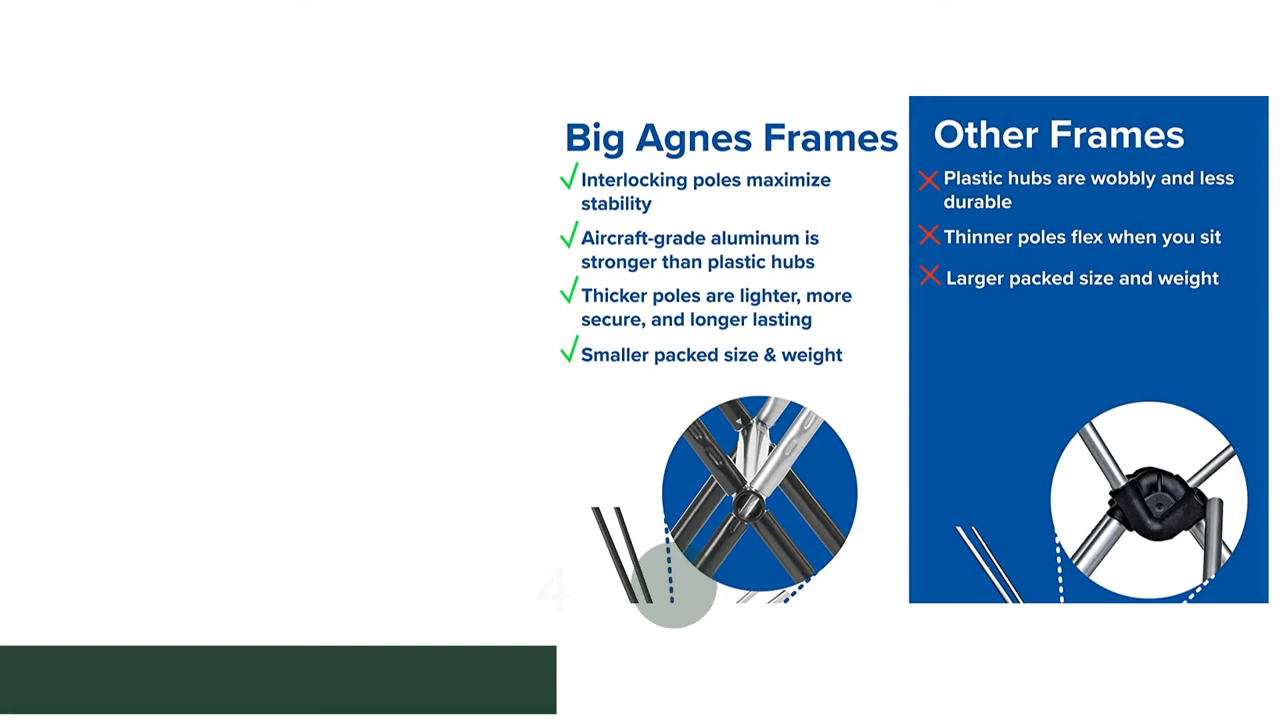 Big Agnes Frames
Interlocking poles maximize
stability
Aircraft-grade aluminum is
stronger than plastic hubs
Thicker poles are lighter, more
secure, and longer lasting
Smaller packed size & weight
Other Frames
Plastic hubs are wobbly and less
durable
Thinner poles flex when you sit
Larger packed size and weight
4